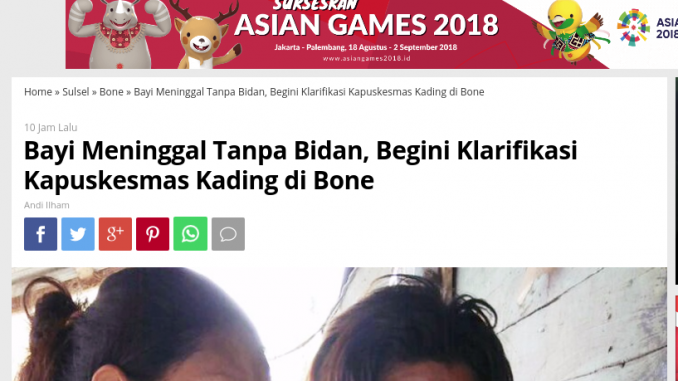 SUKSESKAN
ASIAN GAMES 2018
Jakarta - Palembang, 18 Agustus - 2 September 2018
www.asiangames2018.id
ASIA
2018
Home » Sulsel » Bone » Bayi Meninggal Tanpa Bidan, Begini Klarifikasi Kapuskesmas Kading di Bone
10 Jam Lalu
Bayi Meninggal Tanpa Bidan, Begini Klarifikasi
Kapuskesmas Kading di Bone
Andi Ilham